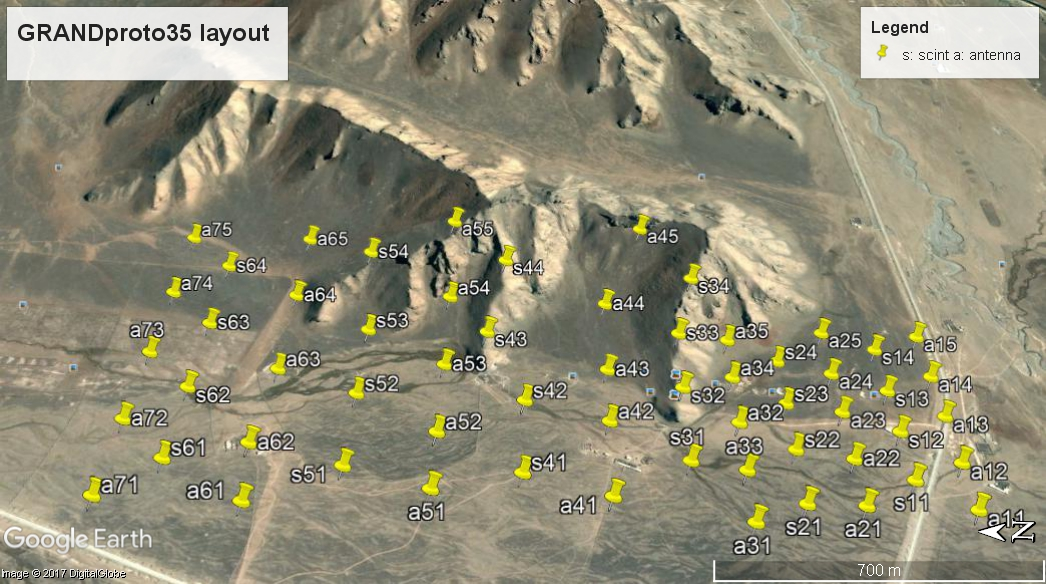 GRANDproto35 layout
Legend
s: scint a: antenna
a75
a65
s54
a55
a45
s64
s44
a74
a64
a54
a44
s34
s63
s53
s43
s33
a35
a25
s14
a15
a73
a63
a53
a43
a34
s24
a24
a14
s62
s52
s42
s32
s23
s13
a72
a62
a52
a42
a32
a23
a13
s61
s51
s41
s31
a33
s22
a22
s12
a12
a71
a61
a51
a41
a31
s21
a21
s11
a11
N
Google Earth
Image © 2017 DigitalGlobe
700 m